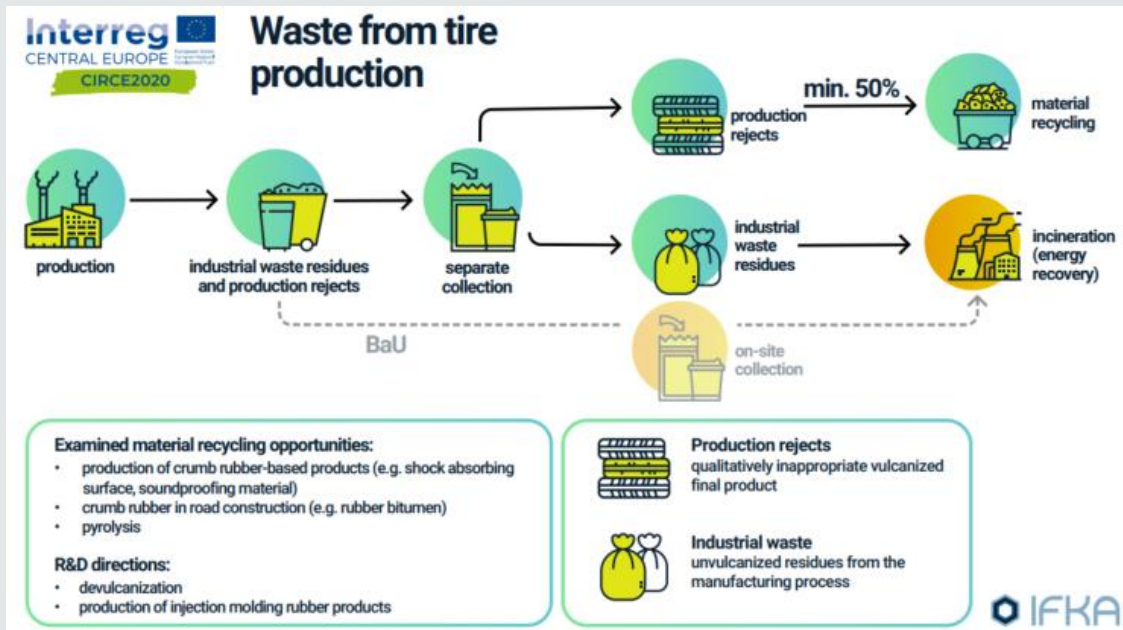 Interreg
CENTRAL EUROPE
CIRCE2020
Waste from tire
production
production
industrial waste residues
and production rejects
separate
collection
production
rejects
min. 50%
material
recycling
industrial
waste
residues
incineration
(energy
recovery)
BaU
on-site
collection
Examined material recycling opportunities:
• production of crumb rubber-based products (e.g. shock absorbing
surface, soundproofing material)
• crumb rubber in road construction (e.g. rubber bitumen)
• pyrolysis
R&D directions:
• devulcanization
• production of injection molding rubber products
Production rejects
qualitatively inappropriate vulcanized
final product
Industrial waste
unvulcanized residues from the
manufacturing process
IFKA